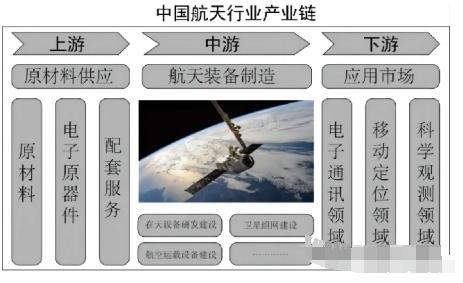 中国航天行业产业链
上游
中游
下游
原材料供应
航天装备制造
应用市场
原材料
电子原器件
配套服务
在天设备研发建设
卫星组网建设
航空运载设备建设
…………
电子通讯领域
移动定位领域
科学观测领域